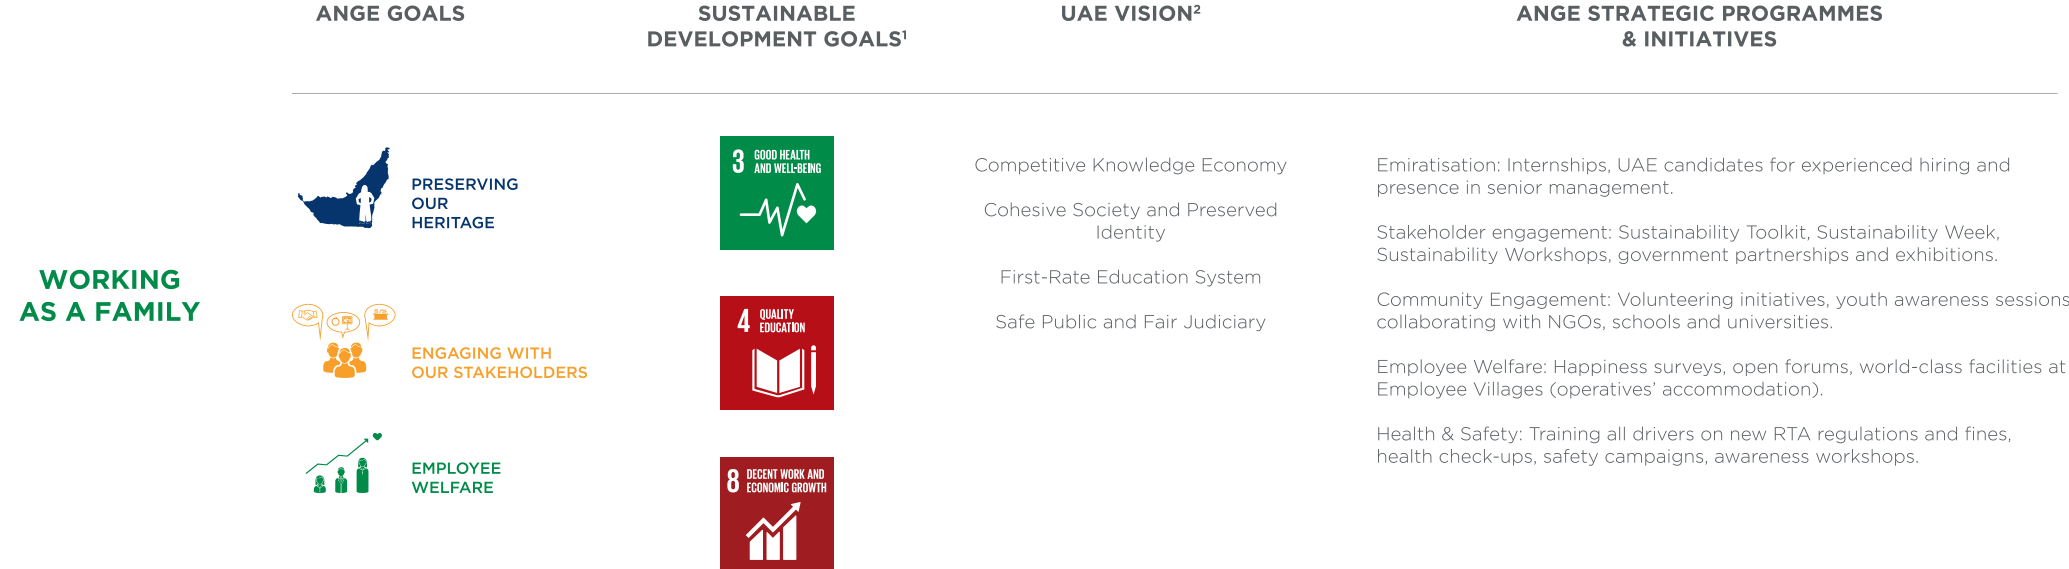 ANGE GOALS
SUSTAINABLE
DEVELOPMENT GOALS¹
UAE VISION²
ANGE STRATEGIC PROGRAMMES
& INITIATIVES
WORKING
AS A FAMILY
PRESERVING
OUR
HERITAGE
ENGAGING WITH
OUR STAKEHOLDERS
EMPLOYEE
WELFARE
3 GOOD HEALTH
AND WELL-BEING
4 QUALITY
EDUCATION
8 DECENT WORK AND
ECONOMIC GROWTH
Competitive Knowledge Economy
Cohesive Society and Preserved
Identity
First-Rate Education System
Safe Public and Fair Judiciary
Emiratisation: Internships, UAE candidates for experienced hiring and
presence in senior management.
Stakeholder engagement: Sustainability Toolkit, Sustainability Week,
Sustainability Workshops, government partnerships and exhibitions.
Community Engagement: Volunteering initiatives, youth awareness sessions
collaborating with NGOs, schools and universities.
Employee Welfare: Happiness surveys, open forums, world-class facilities at
Employee Villages (operatives’ accommodation).
Health & Safety: Training all drivers on new RTA regulations and fines,
health check-ups, safety campaigns, awareness workshops.